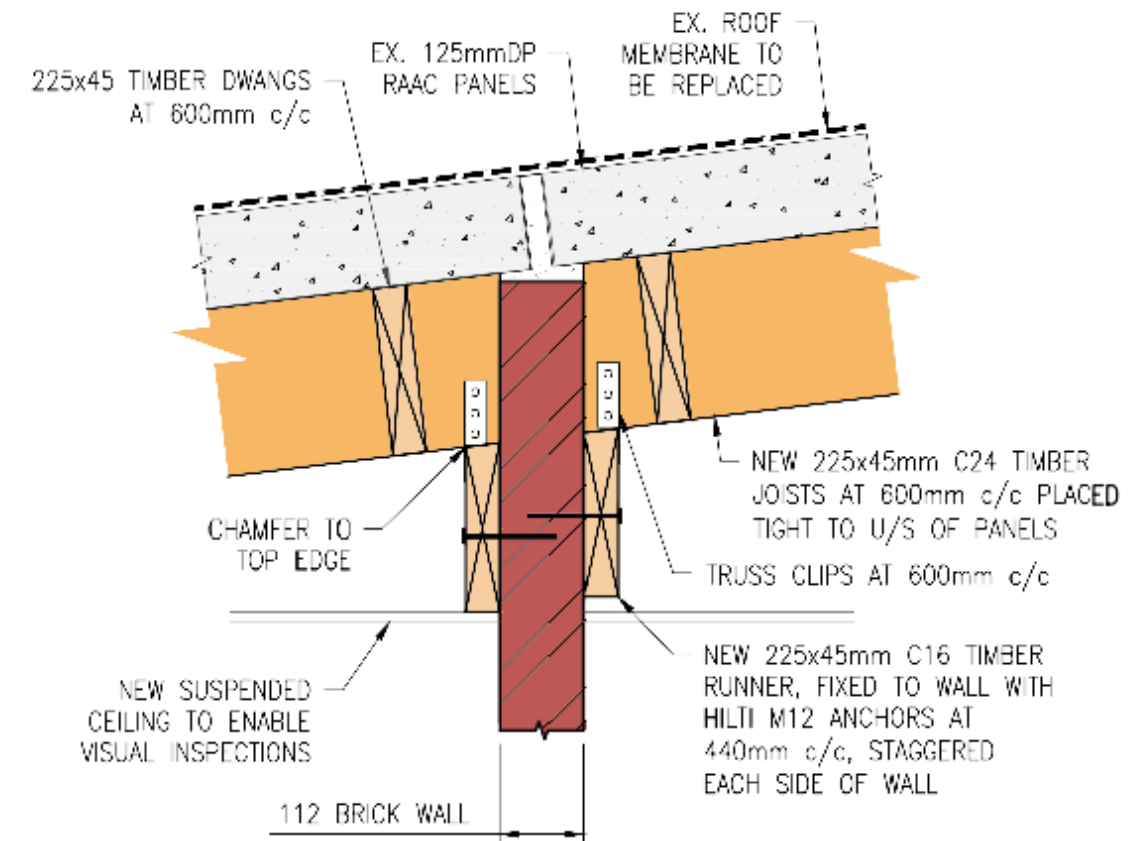 225x45 TIMBER DWANGS
AT 600mm c/c
EX. 125mmDP
RAAC PANELS
EX. ROOF
MEMBRANE TO
BE REPLACED
CHAMFER TO
TOP EDGE
NEW 225x45mm C24 TIMBER
JOISTS AT 600mm c/c PLACED
TIGHT TO U/S OF PANELS
TRUSS CLIPS AT 600mm c/c
NEW SUSPENDED
CEILING TO ENABLE
VISUAL INSPECTIONS
NEW 225x45mm C16 TIMBER
RUNNER, FIXED TO WALL WITH
HILTI M12 ANCHORS AT
440mm c/c, STAGGERED
EACH SIDE OF WALL
112 BRICK WALL